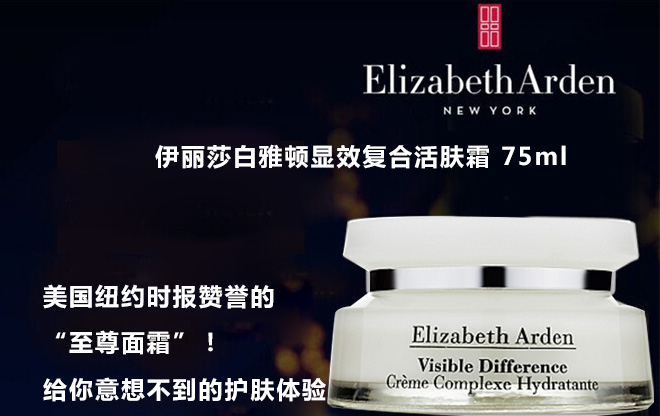 Elizabeth Arden
NEW YORK
伊丽莎白雅顿显效复合活肤霜 75ml
美国纽约时报赞誉的
“至尊面霜” ！
给你意想不到的护肤体验
Elizabeth Arden
Visible Difference
Crème Complexe Hydratante